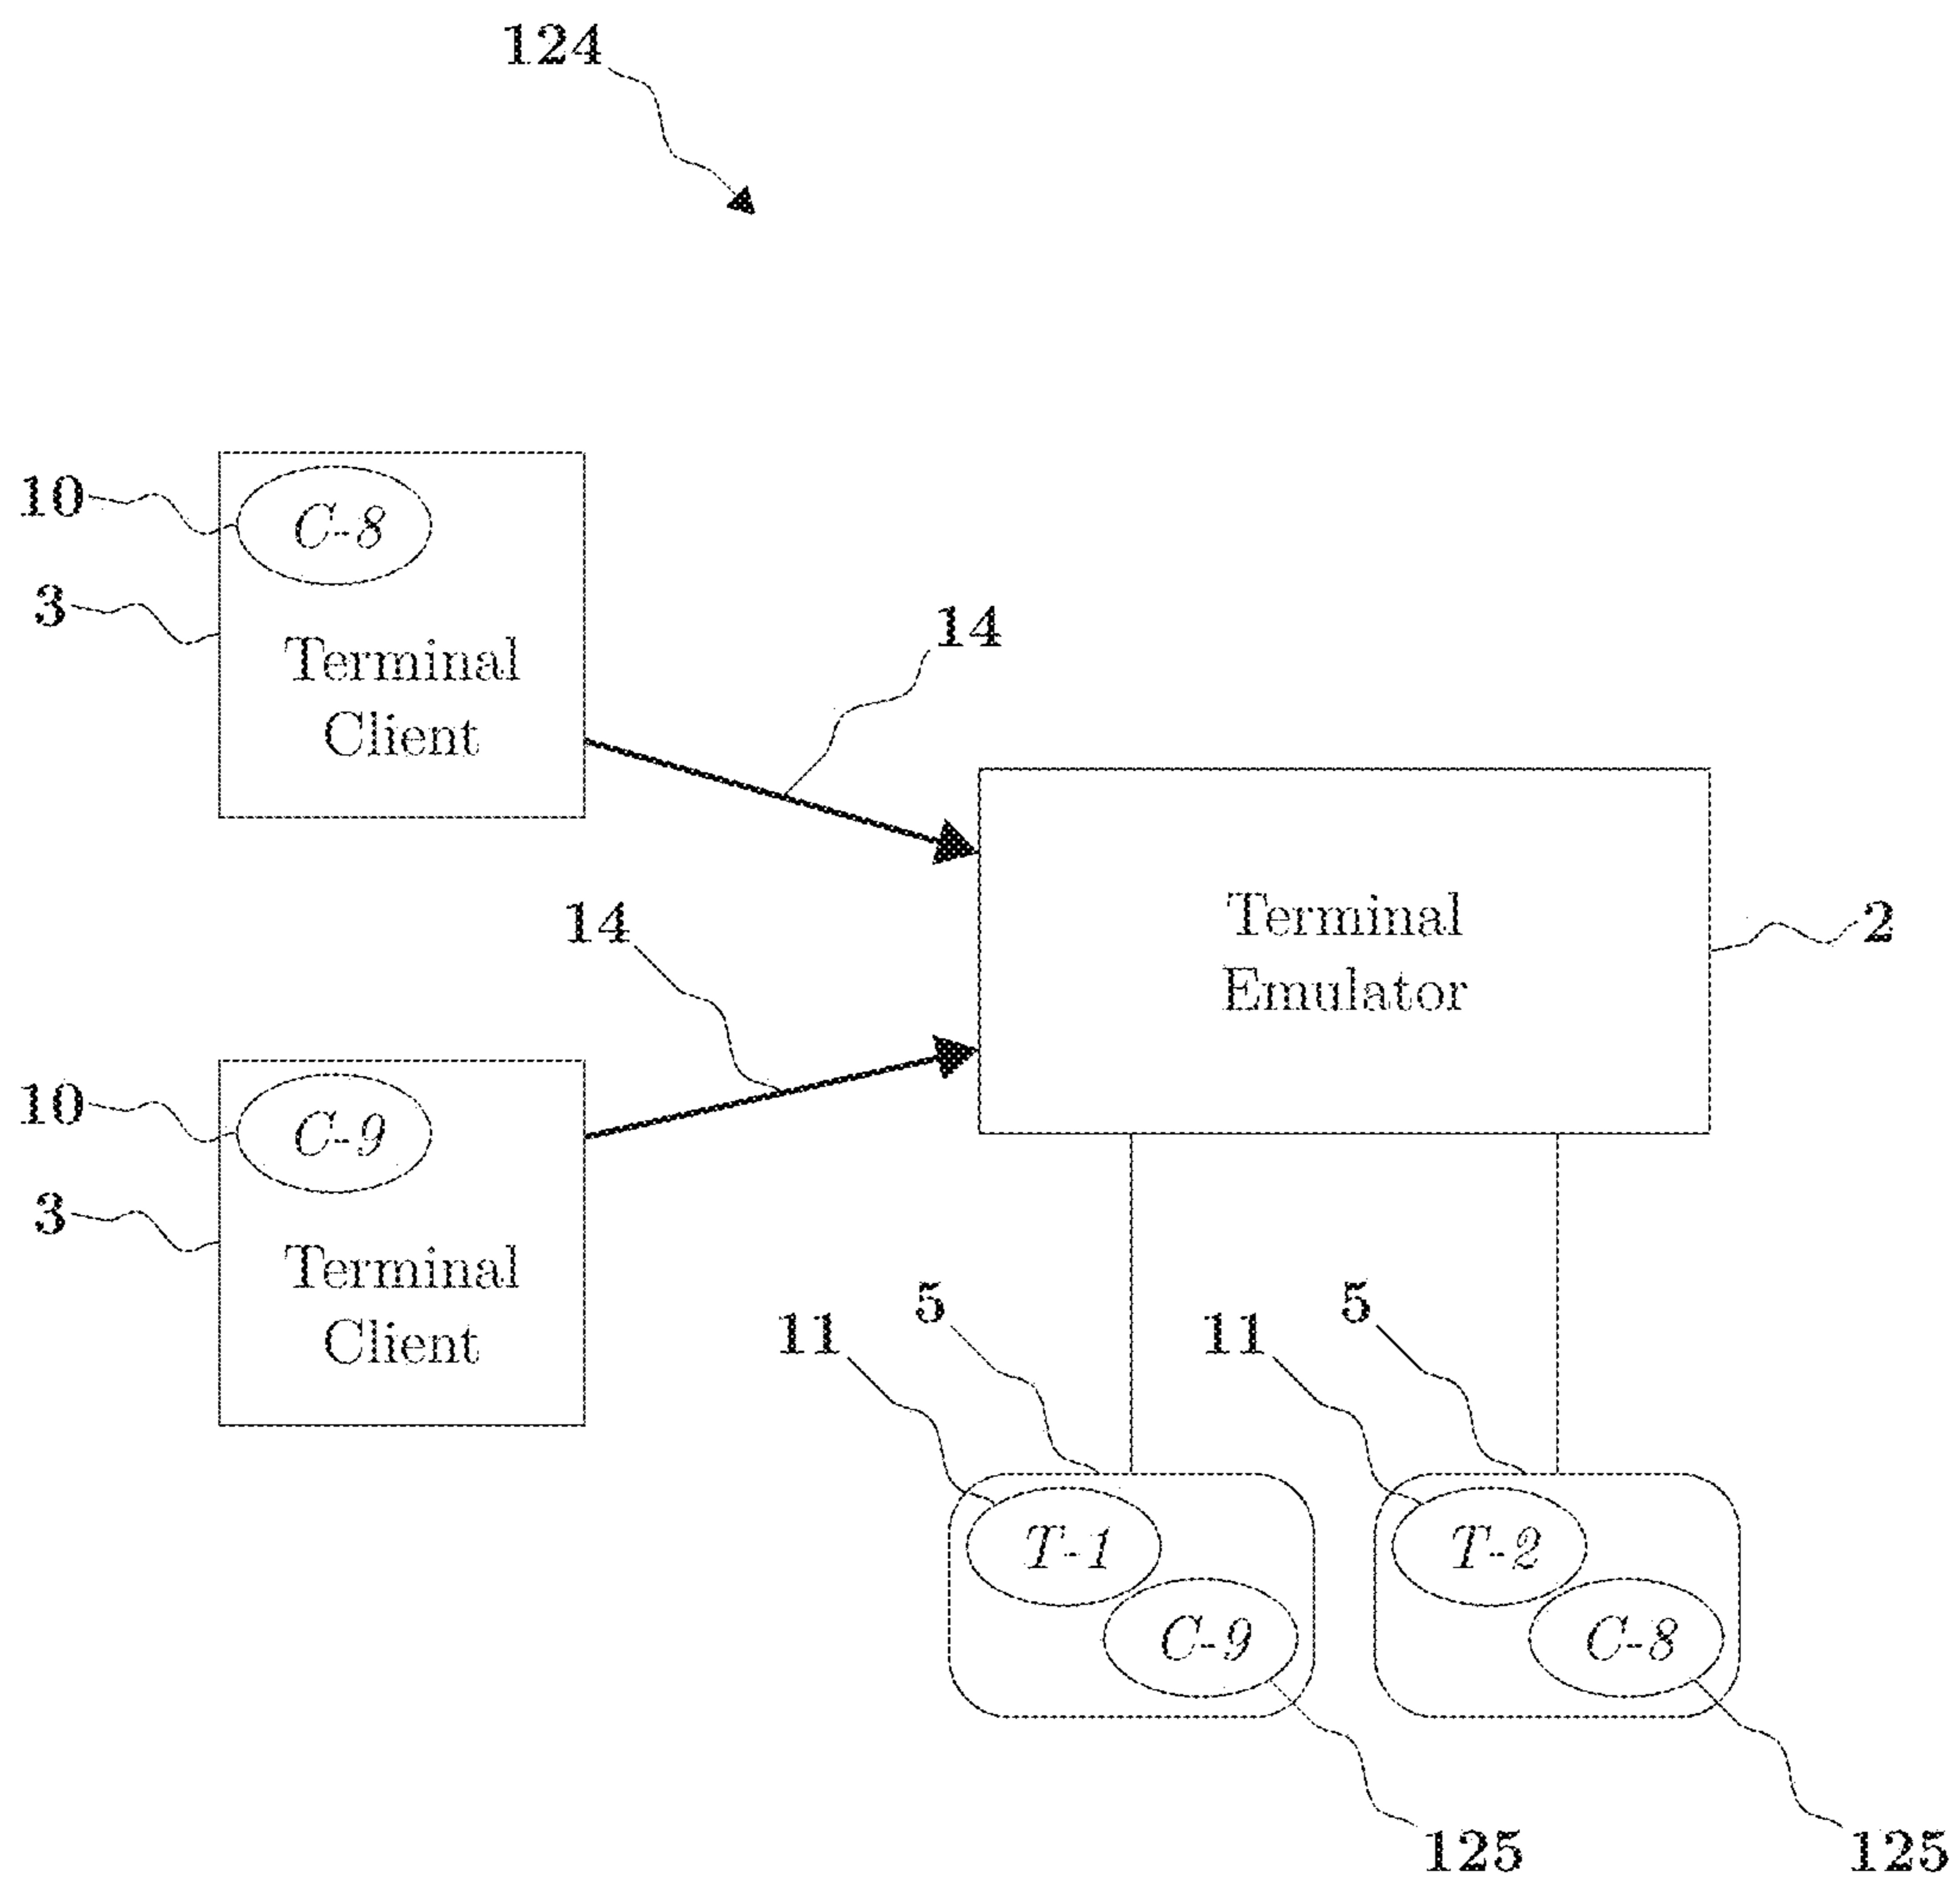 124
10
C-8
3
Terminal
Client
14
14
Terminal
Emulator
2
10
C-9
3
Terminal
Client
5
11
5
11
T-1
C-9
T-2
C-8
125
125